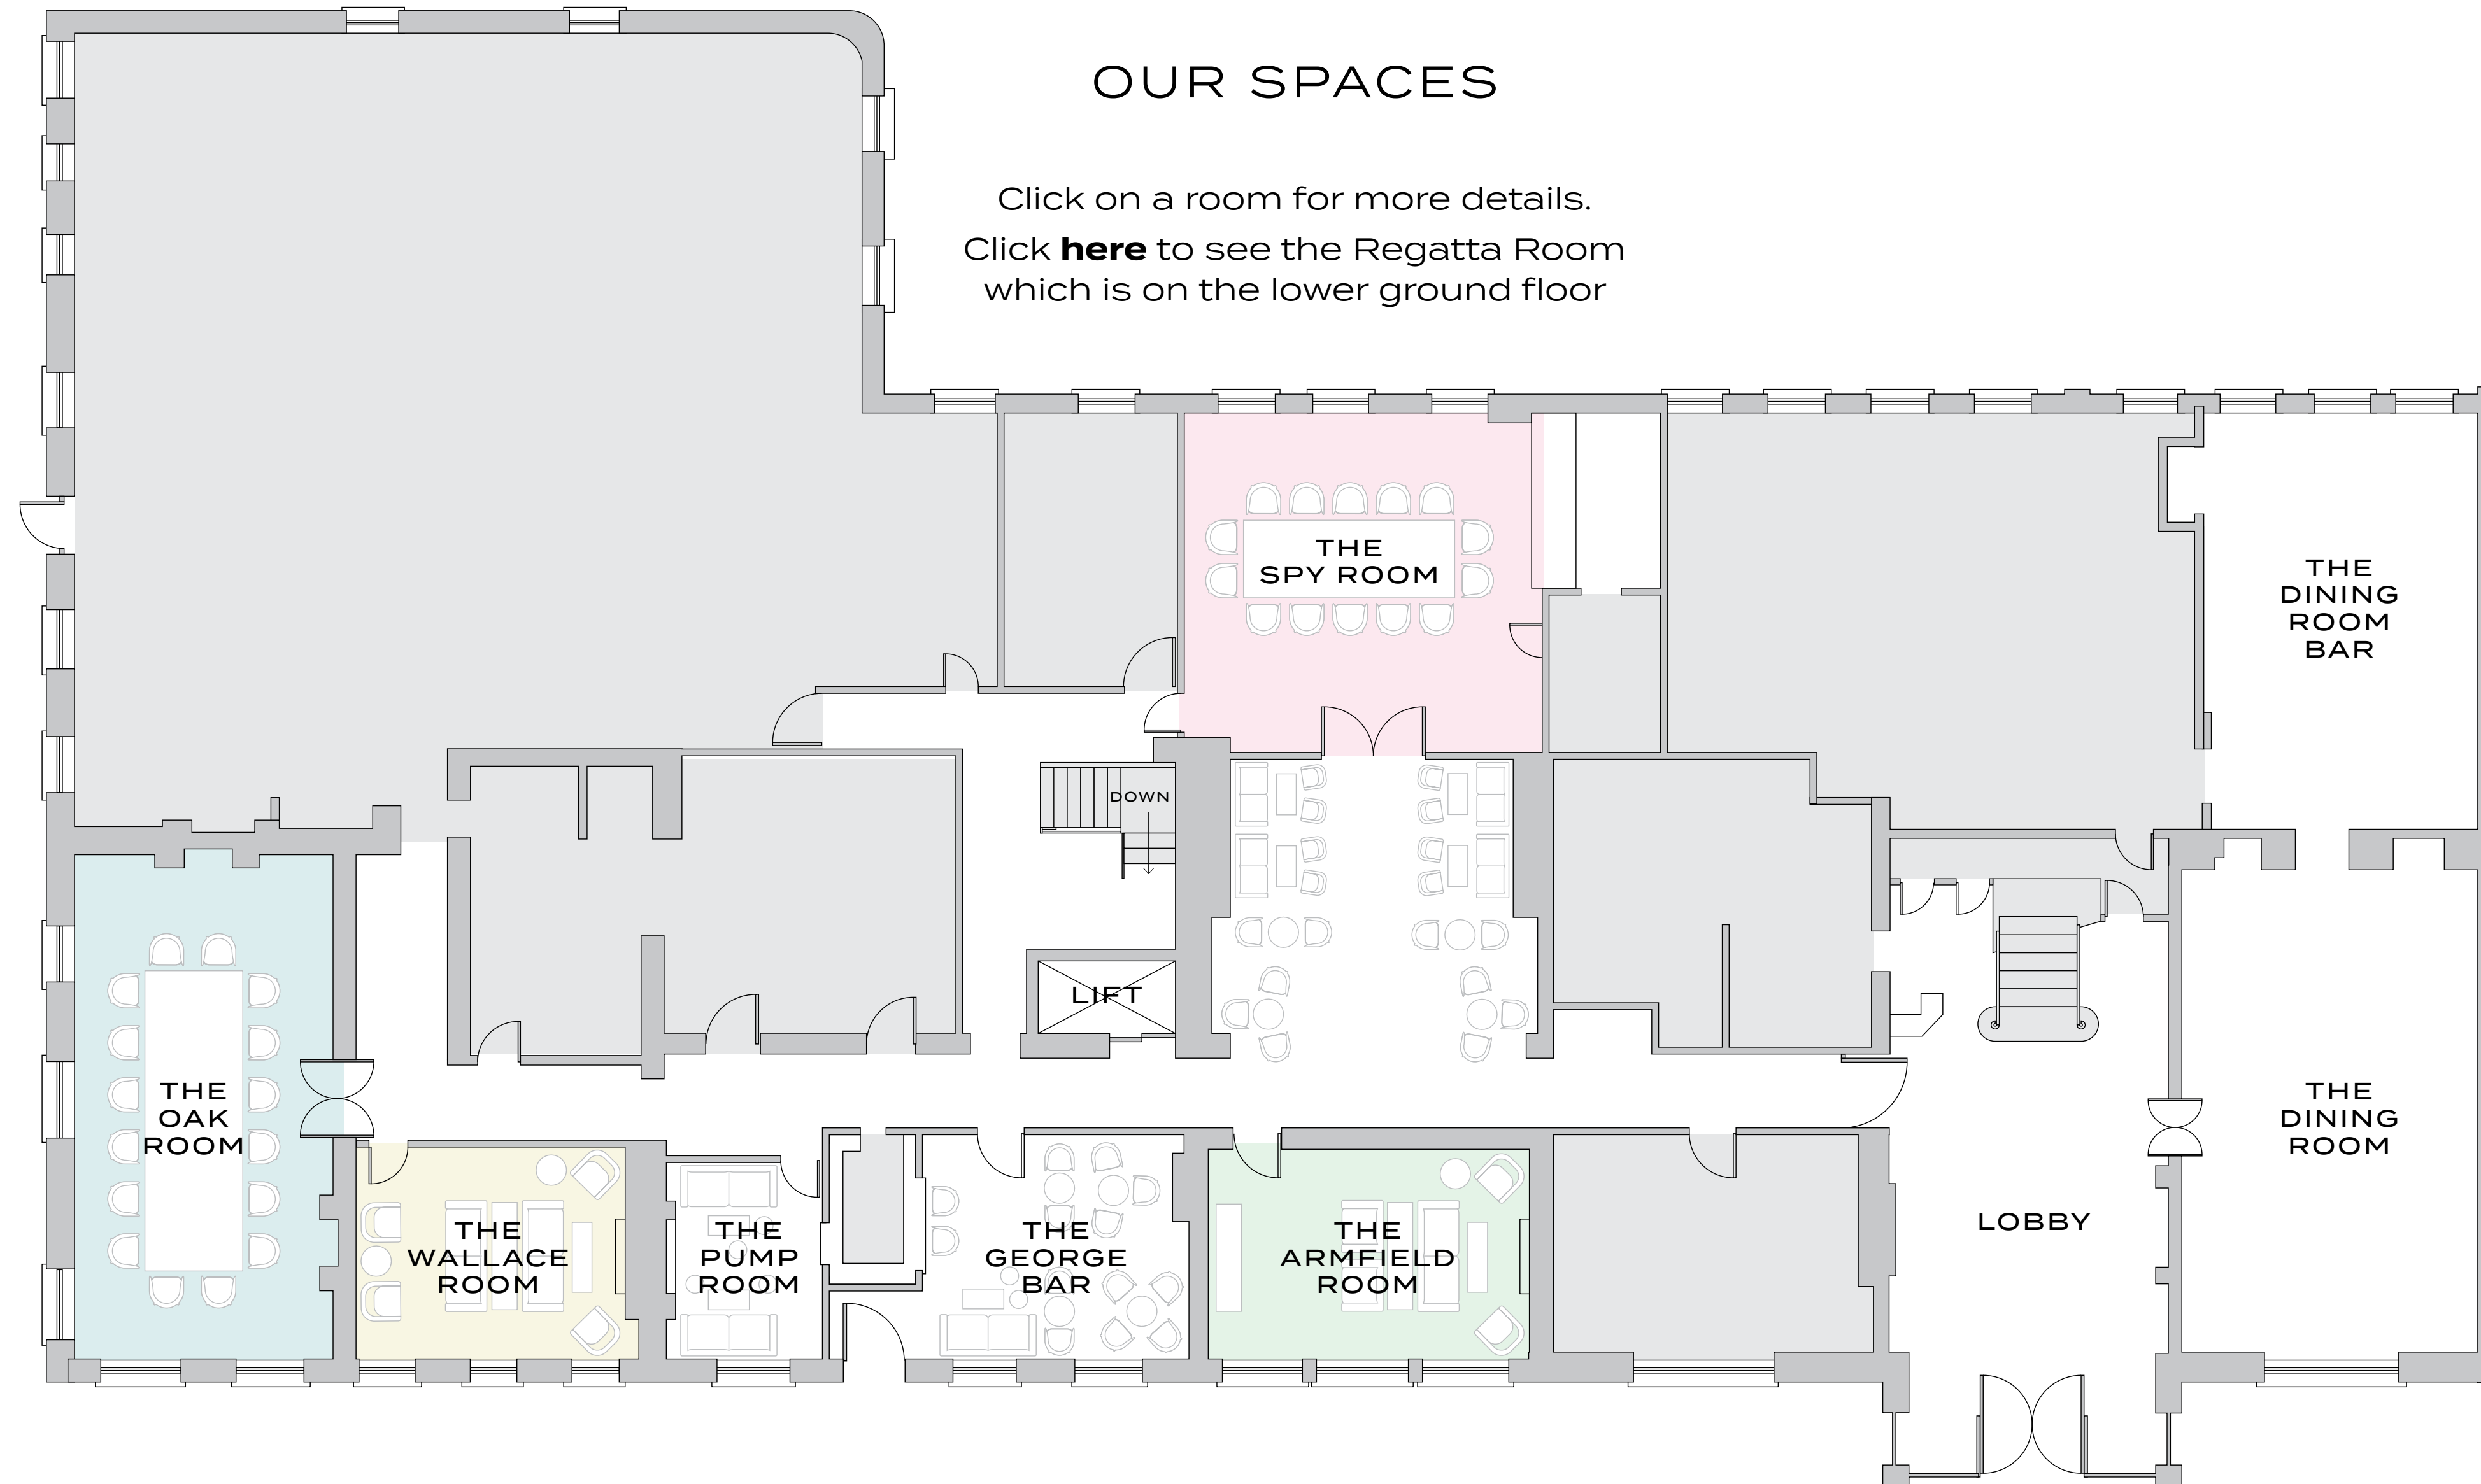 OUR SPACES
Click on a room for more details.
Click here to see the Regatta Room
which is on the lower ground floor
THE
SPY ROOM
THE
DINING
ROOM
BAR
DOWN
LIFT
THE
OAK
ROOM
THE
WALLACE
ROOM
THE
PUMP
ROOM
THE
GEORGE
BAR
THE
ARMFIELD
ROOM
LOBBY
THE
DINING
ROOM